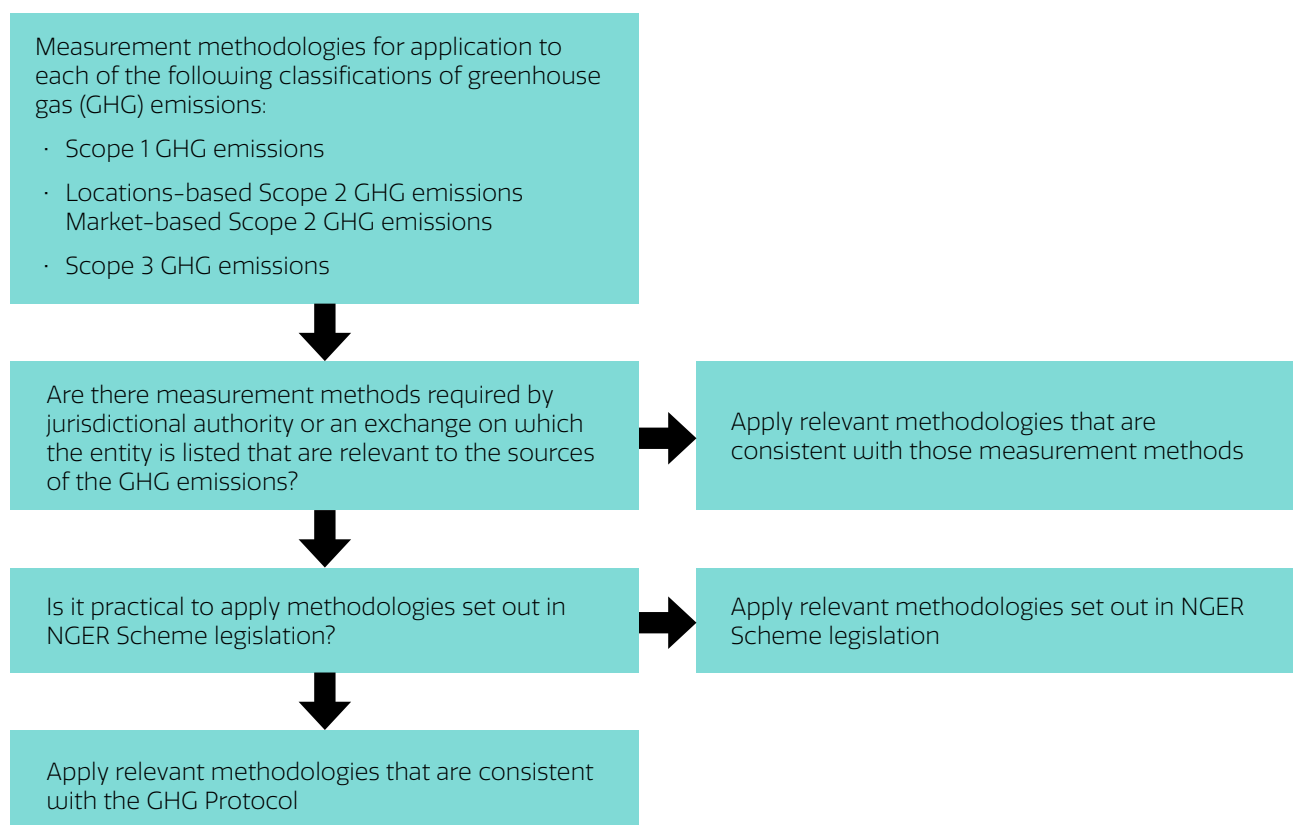 Measurement methodologies for application to
each of the following classifications of greenhouse
gas (GHG) emissions:
· Scope 1 GHG emissions
· Locations-based Scope 2 GHG emissions
Market-based Scope 2 GHG emissions
· Scope 3 GHG emissions
Are there measurement methods required by
jurisdictional authority or an exchange on which
the entity is listed that are relevant to the sources
of the GHG emissions?
Apply relevant methodologies that are
consistent with those measurement methods
Is it practical to apply methodologies set out in
NGER Scheme legislation?
Apply relevant methodologies set out in NGER
Scheme legislation
Apply relevant methodologies that are consistent
with the GHG Protocol